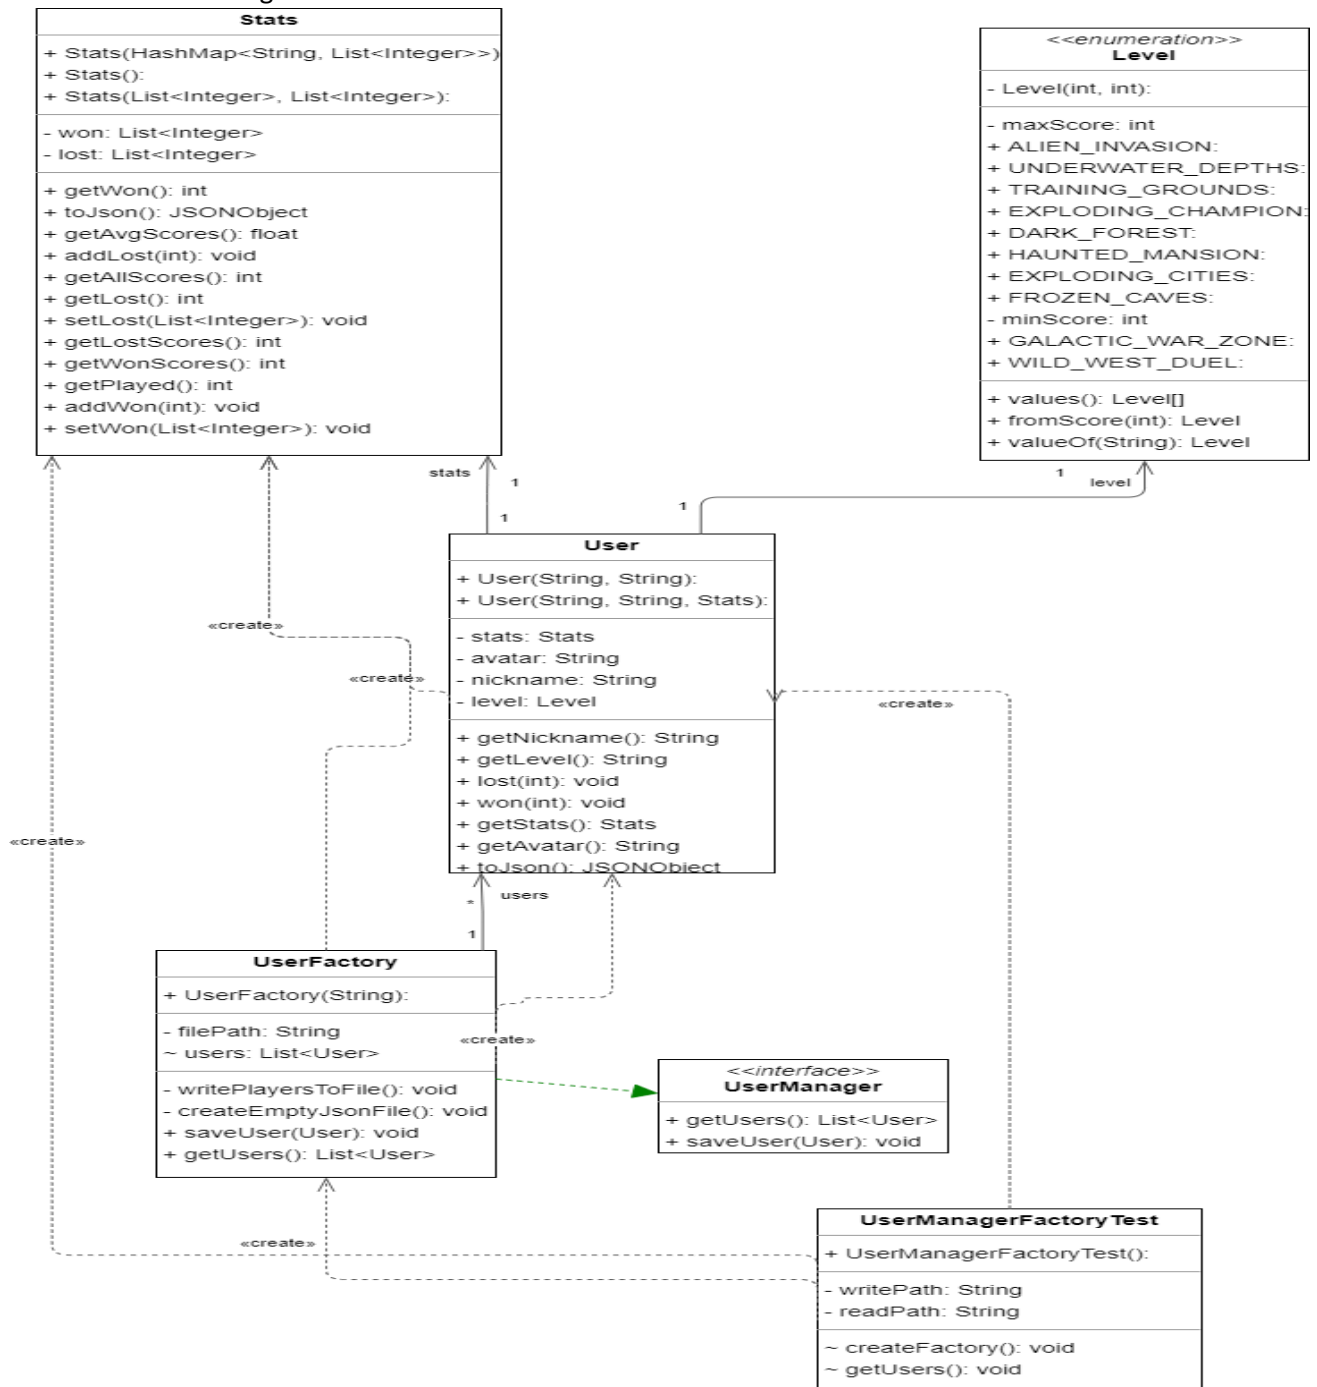 Stats
+ Stats(HashMap<String, List<Integer>>)
+ Stats():
+ Stats(List<Integer>, List<Integer>):
- won: List<Integer>
- lost: List<Integer>
+ getWon(): int
+ toJson(): JSONObject
+ getAvgScores(): float
+ addLost(int): void
+ getAllScores(): int
+ getLost(): int
+ setLost(List<Integer>): void
+ getLostScores(): int
+ getWonScores(): int
+ getPlayed(): int
+ addWon(int): void
+ setWon(List<Integer>): void
<<enumeration>>
Level
- Level(int, int):
- maxScore: int
+ ALIEN_INVASION:
+ UNDERWATER_DEPTHS:
+ TRAINING_GROUNDS:
+ EXPLODING_CHAMPION:
+ DARK_FOREST:
+ HAUNTED_MANSION:
+ EXPLODING_CITIES:
+ FROZEN_CAVES:
- minScore: int
+ GALACTIC_WAR_ZONE:
+ WILD_WEST_DUEL:
+ values(): Level[]
+ fromScore(int): Level
+ valueOf(String): Level
stats
1
1
1
level
1
User
+ User(String, String):
+ User(String, String, Stats):
- stats: Stats
- avatar: String
- nickname: String
- level: Level
+ getNickname(): String
+ getLevel(): String
+ lost(int): void
+ won(int): void
+ getStats(): Stats
+ getAvatar(): String
+ toJson(): JSONObject
«create»
«create»
«create»
«create»
users
*
1
UserFactory
+ UserFactory(String):
- filePath: String
~ users: List<User>
- writePlayersToFile(): void
- createEmptyJsonFile(): void
+ saveUser(User): void
+ getUsers(): List<User>
«create»
<<interface>>
UserManager
+ getUsers(): List<User>
+ saveUser(User): void
«create»
UserManagerFactoryTest
+ UserManagerFactoryTest():
- writePath: String
- readPath: String
~ createFactory(): void
~ getUsers(): void